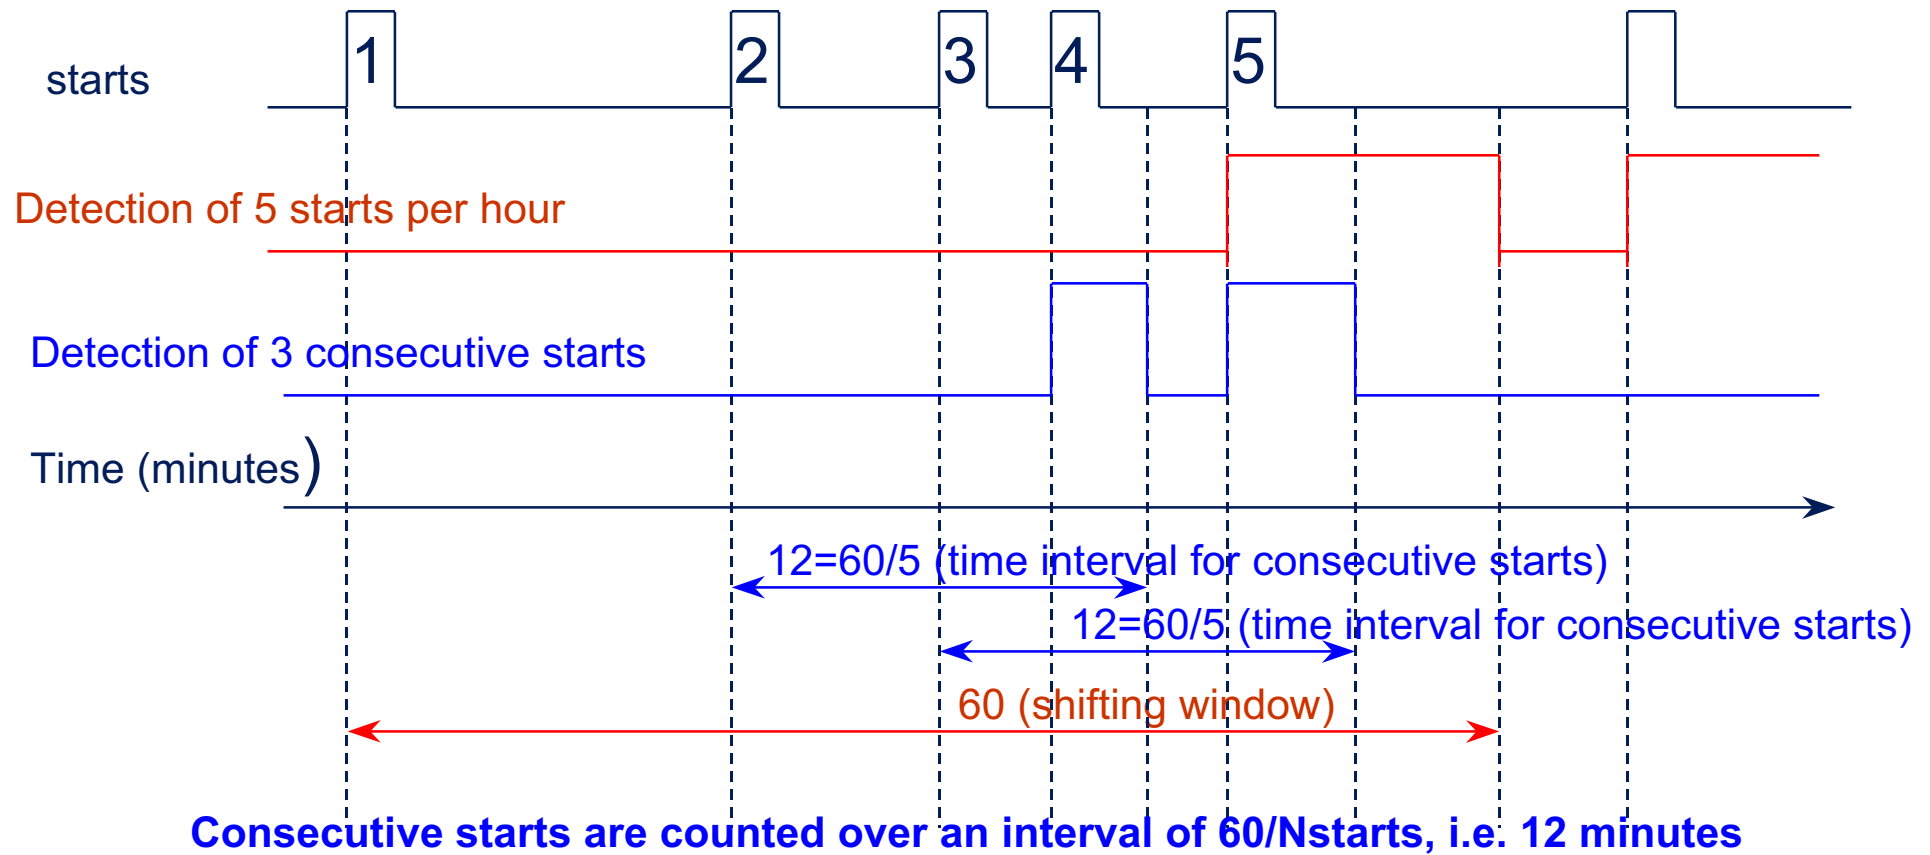 1 2 3 4 5
starts
Detection of 5 starts per hour
Detection of 3 consecutive starts
Time (minutes)
12=60/5 (time interval for consecutive starts)
12=60/5 (time interval for consecutive starts)
60 (shifting window)
Consecutive starts are counted over an interval of 60/Nstarts, i.e. 12 minutes